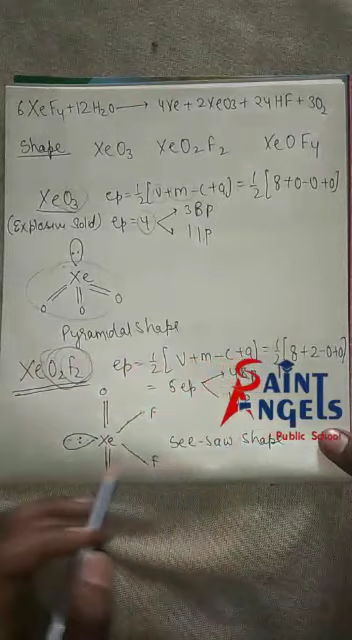 6XeF4+12H2O → 4Xe+2XeO3+24HF+3O2
Shape XeO3 XeO2F2 XeOF4
XeO3 ep=1/2[V+m-c+a]=1/2[8+0-0+0]
(Explosive Solid) ep=4 3BP
1lp
Xe
O O O
Pyramidal shape
XeO2F2 ep=1/2[V+m-c+a]=1/2[8+2-0+0]
= 5ep
O
F
Xe See-saw shape
F
SAINT
ANGELS
Public School